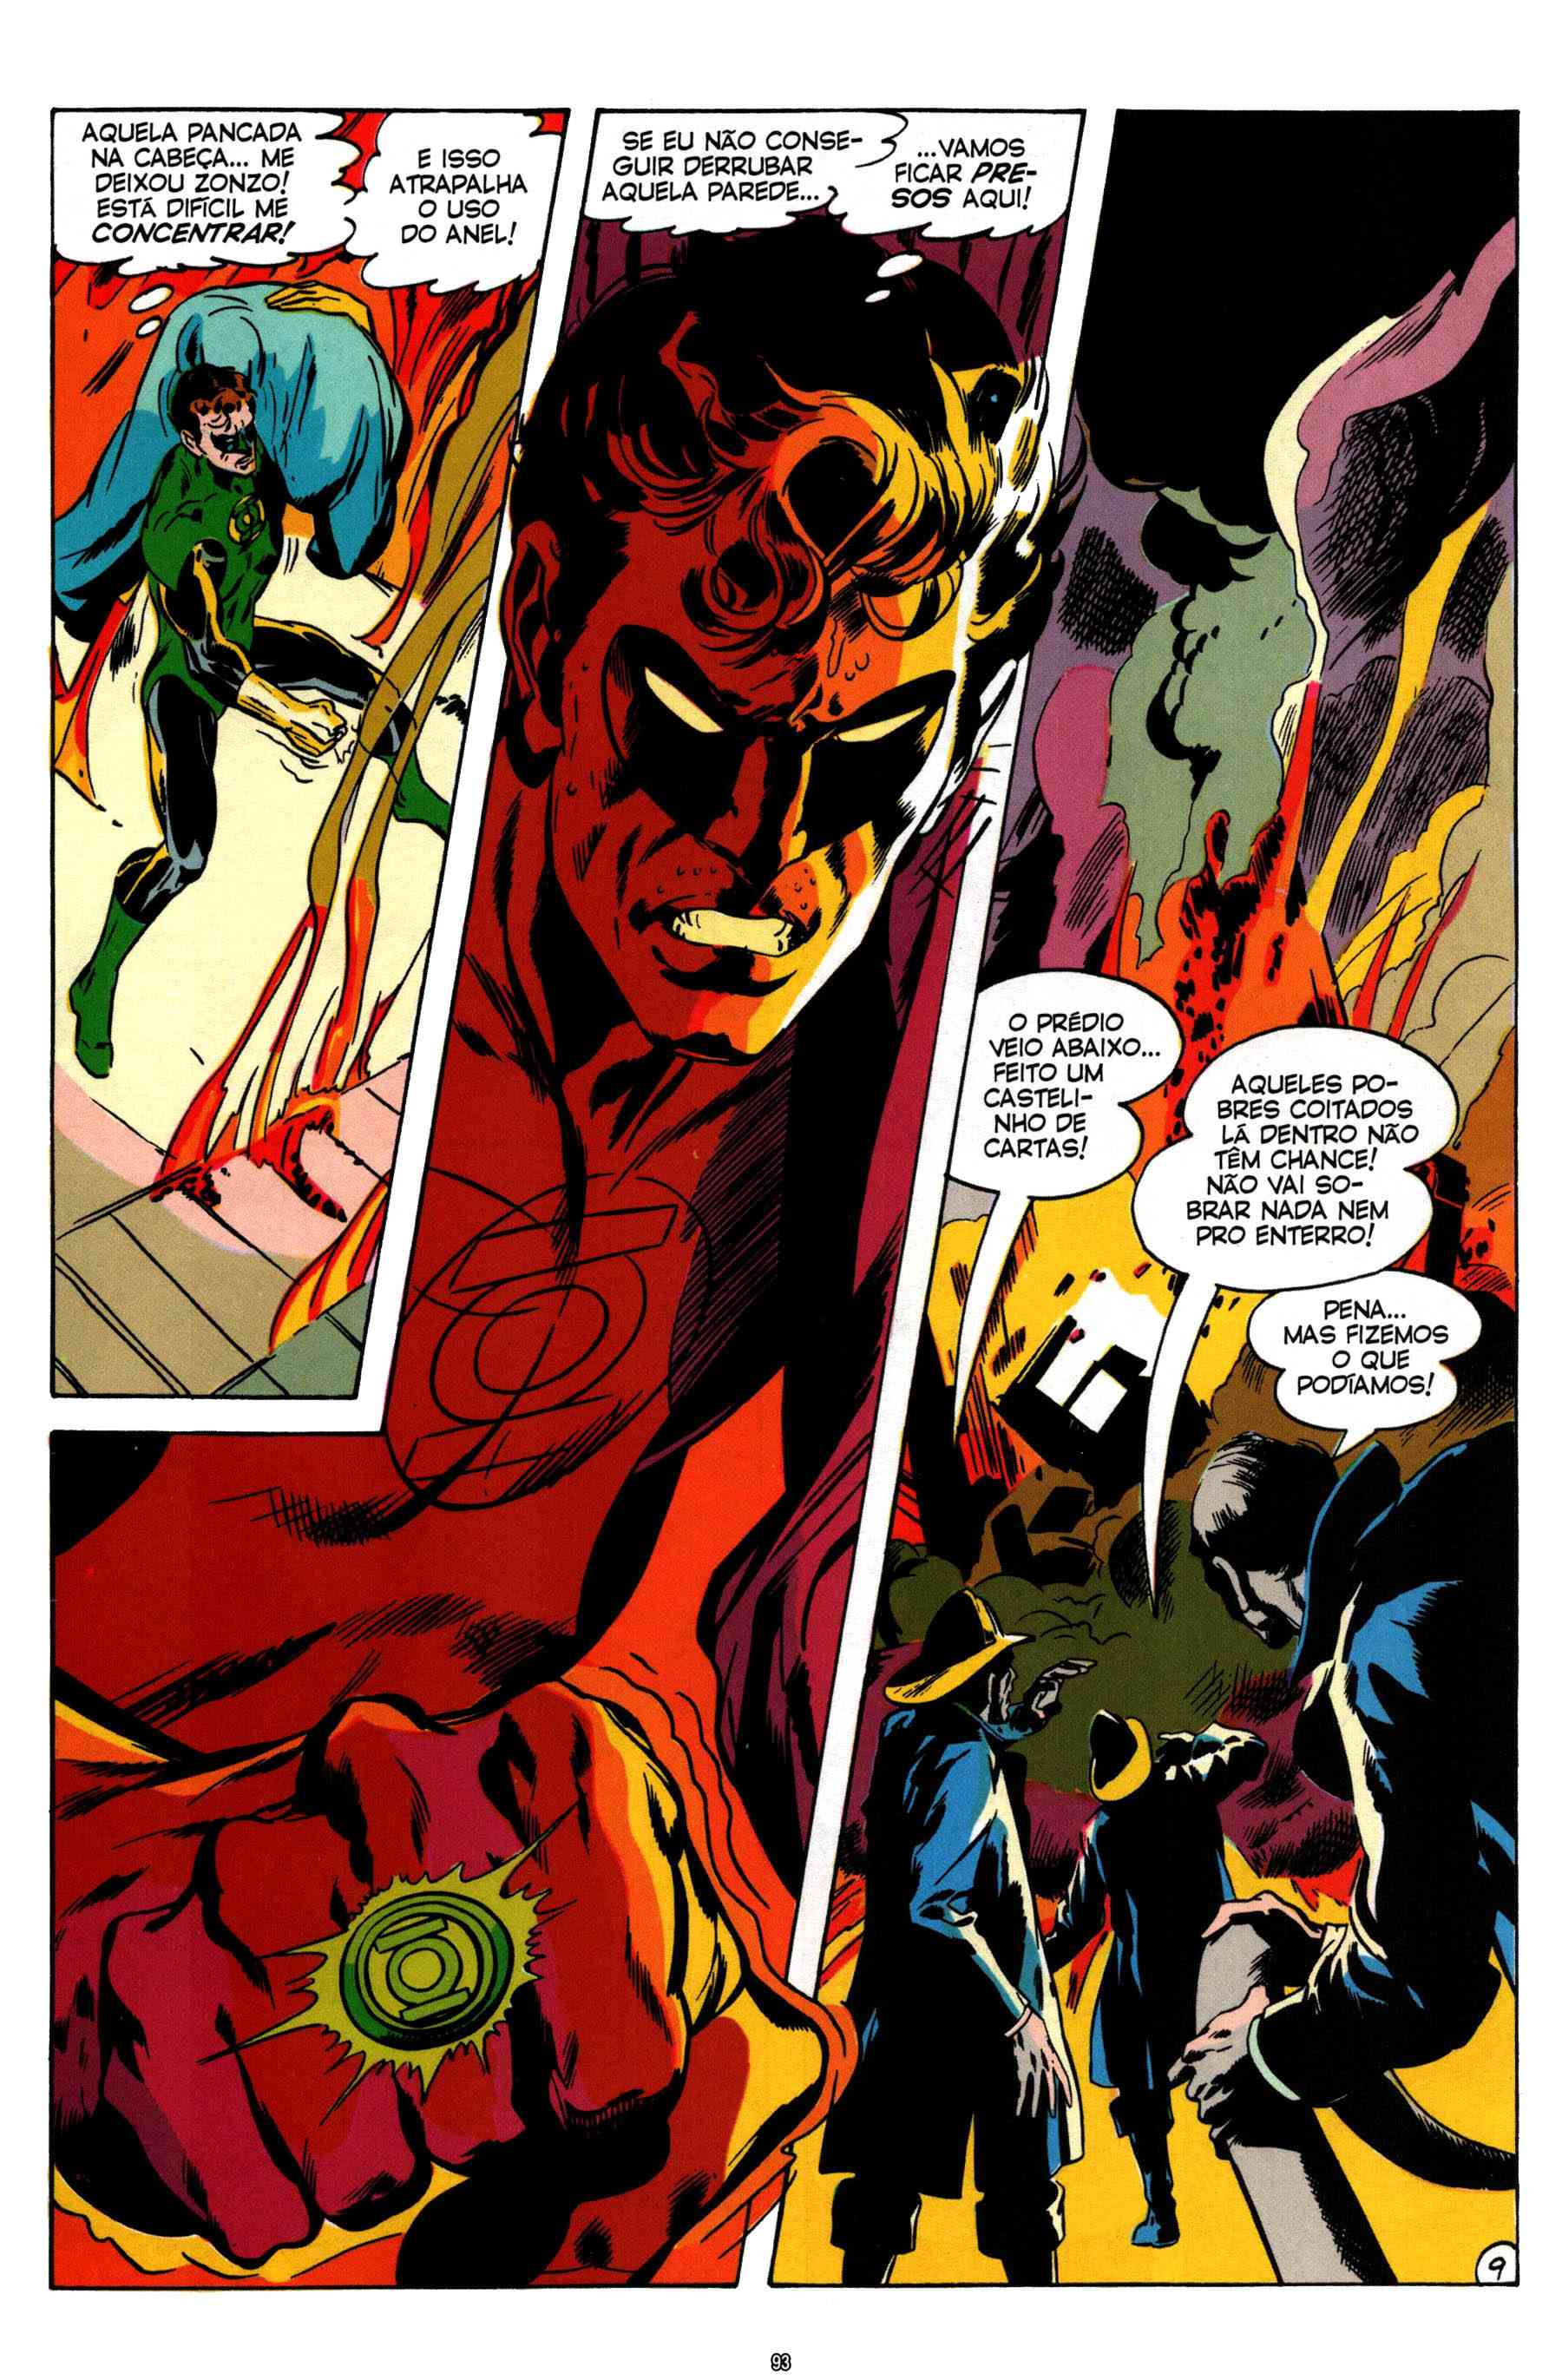 AQUELA PANCADA
NA CABEÇA... ME
DEIXOU ZONZO!
ESTÁ DIFÍCIL ME
CONCENTRAR!
E ISSO
ATRAPALHA
O USO
DO ANEL!
SE EU NÃO CONSE-
GUIR DERRUBAR
AQUELA PAREDE...
...VAMOS
FICAR PRE-
SOS AQUI!
O PRÉDIO
VEIO ABAIXO...
FEITO UM
CASTELI-
NHO DE
CARTAS!
AQUELES PO-
BRES COITADOS
LÁ DENTRO NÃO
TÊM CHANCE!
NÃO VAI SO-
BRAR NADA NEM
PRO ENTERRO!
PENA...
MAS FIZEMOS
O QUE
PODÍAMOS!
9
93